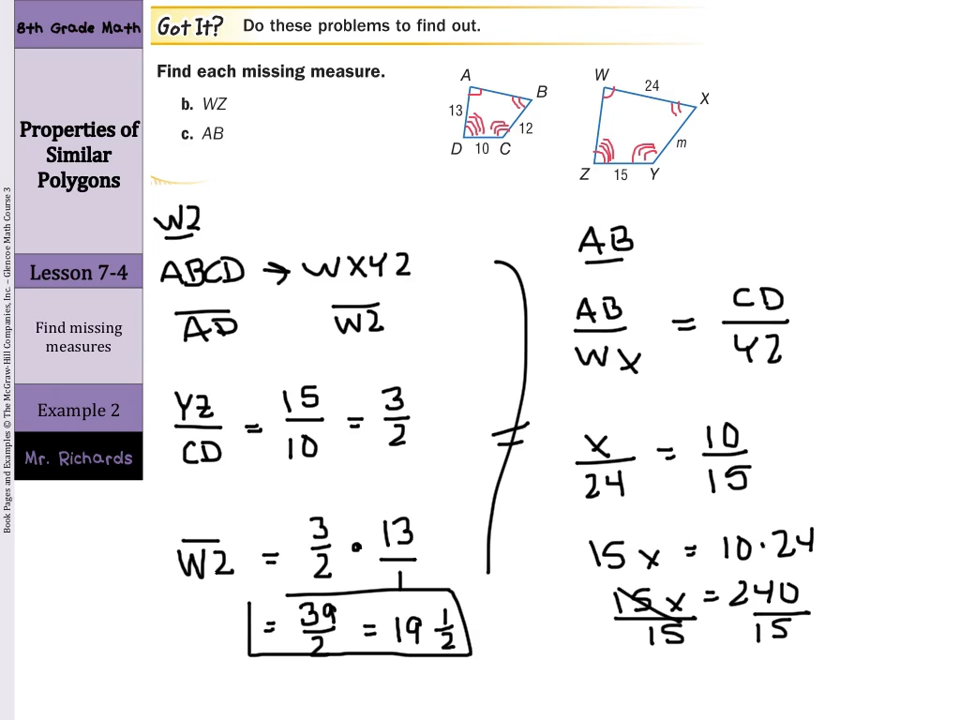 8th Grade Math
Got It? Do these problems to find out.
Find each missing measure.
b. WZ
c. AB
A
B
13
12
D 10 C
W
24
X
m
Z 15 Y
Properties of
Similar
Polygons
Lesson 7-4
Find missing
measures
Example 2
Mr. Richards
Book Pages and Examples © The McGraw-Hill Companies, Inc. – Glencoe Math Course 3
WZ
ABCD → WXYZ
AD WZ
YZ/CD = 15/10 = 3/2
WZ = 3/2 · 13/1
= 39/2 = 19 1/2
AB
AB/WX = CD/YZ
x/24 = 10/15
15x = 10·24
15x/15 = 240/15